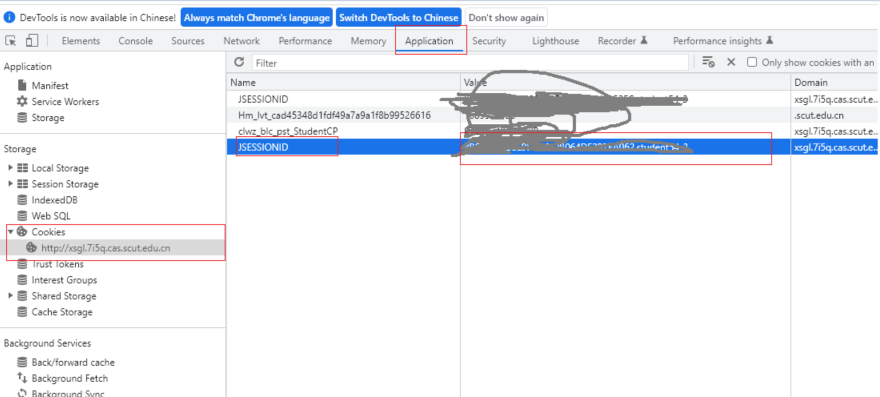 DevTools is now available in Chinese! Always match Chrome's language Switch DevTools to Chinese Don't show again
Elements Console Sources Network Performance Memory Application Security Lighthouse Recorder Performance insights
Application
Manifest
Service Workers
Storage
Storage
Local Storage
Session Storage
IndexedDB
Web SQL
Cookies
http://xsgl.7i5q.cas.scut.edu.cn
Trust Tokens
Interest Groups
Shared Storage
Cache Storage
Background Services
Back/forward cache
Background Fetch
Background Sync
Filter Only show cookies with an
Name Value Domain
JSESSIONID xsgl.7i5q.cas.scut.e...
Hm_lvt_cad45348d1fdf49a7a9a1f8b99526616 .scut.edu.cn
clwz_blc_pst_StudentCP xsgl.7i5q.cas.scut.e...
JSESSIONID xsgl.7i5q.cas.scut.e...